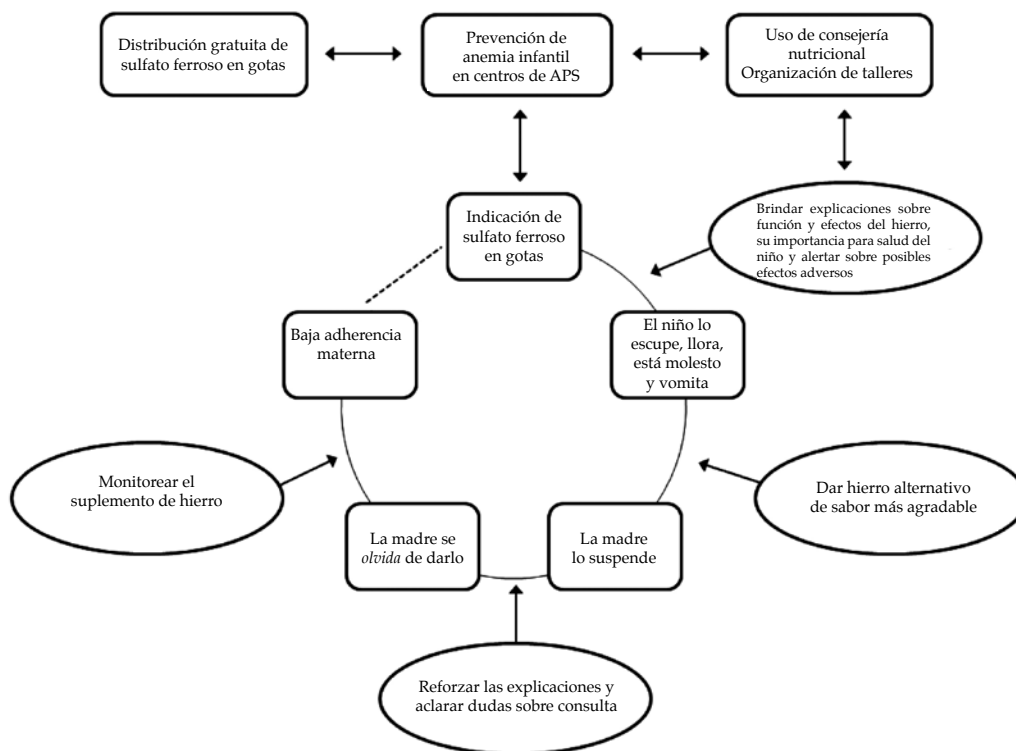 Distribución gratuita de
sulfato ferroso en gotas
Prevención de
anemia infantil
en centros de APS
Uso de consejería
nutricional
Organización de talleres
Indicación de
sulfato ferroso
en gotas
Brindar explicaciones sobre
función y efectos del hierro,
su importancia para salud del
niño y alertar sobre posibles
efectos adversos
Baja adherencia
materna
El niño lo
escupe, llora,
está molesto
y vomita
Monitorear el
suplemento de hierro
Dar hierro alternativo
de sabor más agradable
La madre se
olvida de darlo
La madre
lo suspende
Reforzar las explicaciones y
aclarar dudas sobre consulta